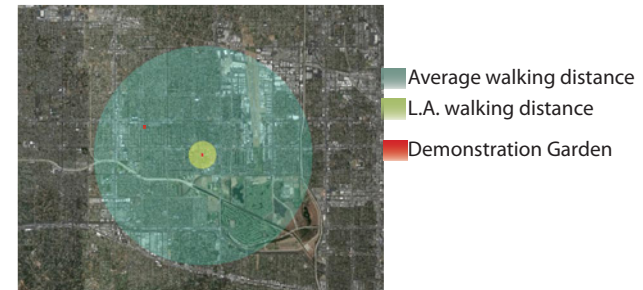 Average walking distance
L.A. walking distance
Demonstration Garden